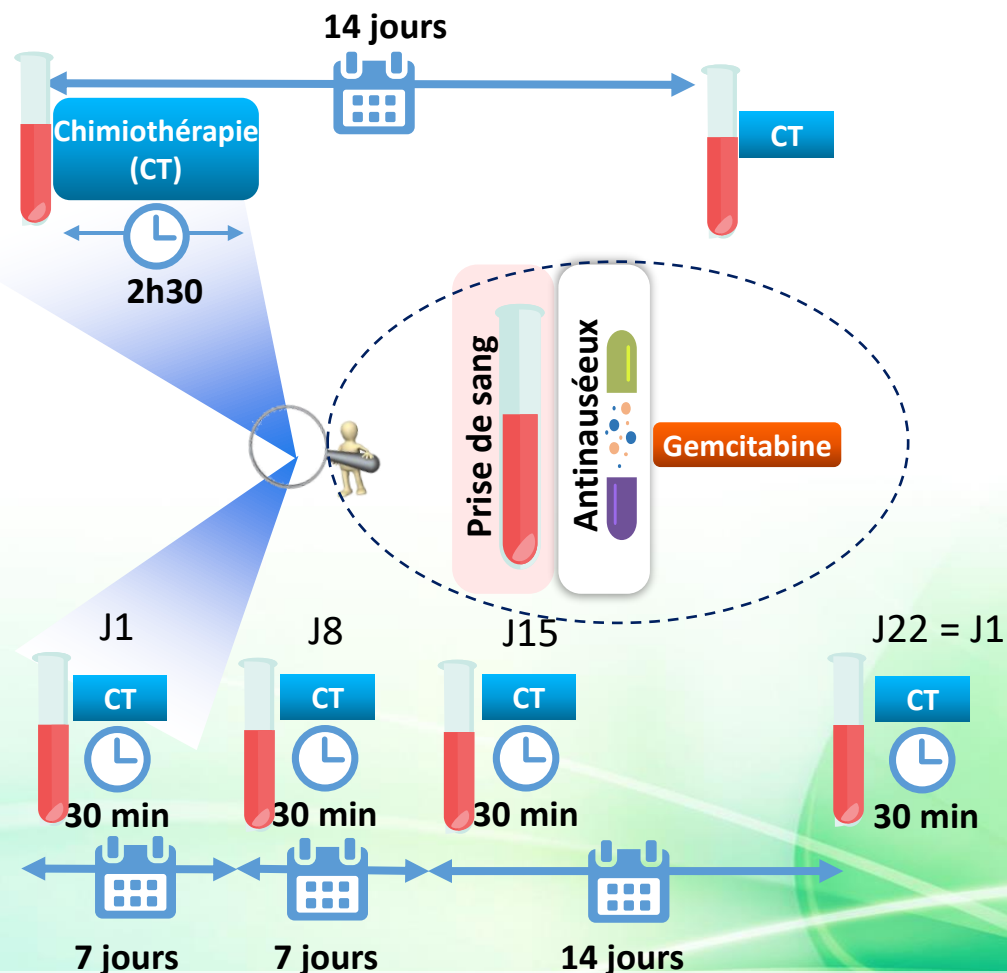 14 jours
Chimiothérapie
(CT)
CT
2h30
Prise de sang
Antinauséeux
Gemcitabine
J1
J8
J15
J22 = J1
CT
CT
CT
CT
30 min
30 min
30 min
30 min
7 jours
7 jours
14 jours